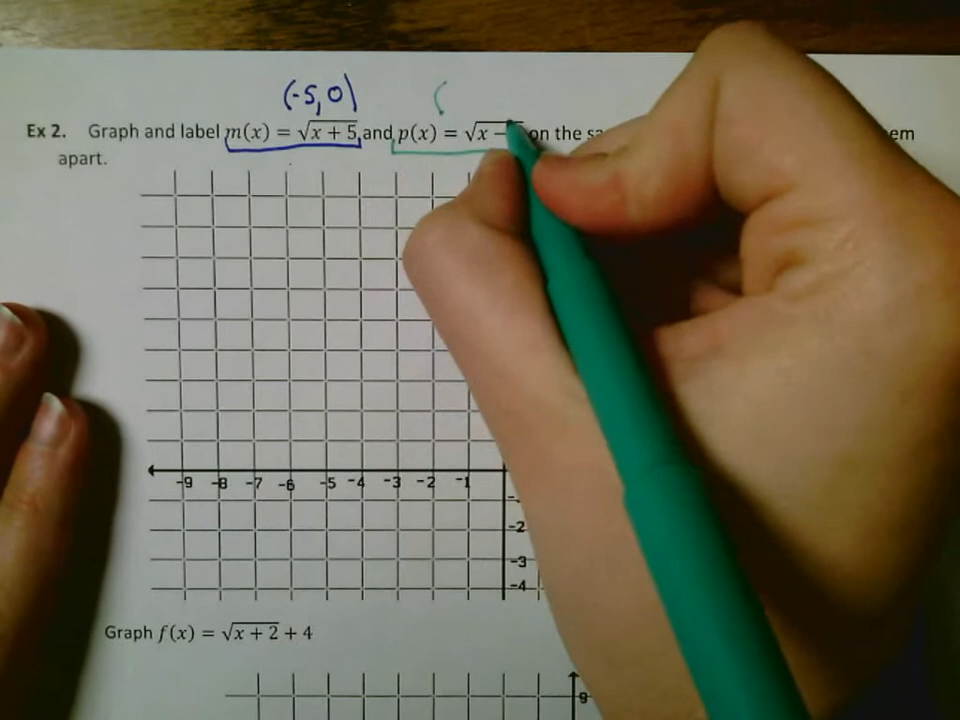 (-5,0) (
Ex 2. Graph and label m(x) = √x + 5 and p(x) = √x − on the em
apart.
-9 -8 -7 -6 -5 -4 -3 -2 -1
-2
-3
-4
Graph f(x) = √x + 2 + 4
9